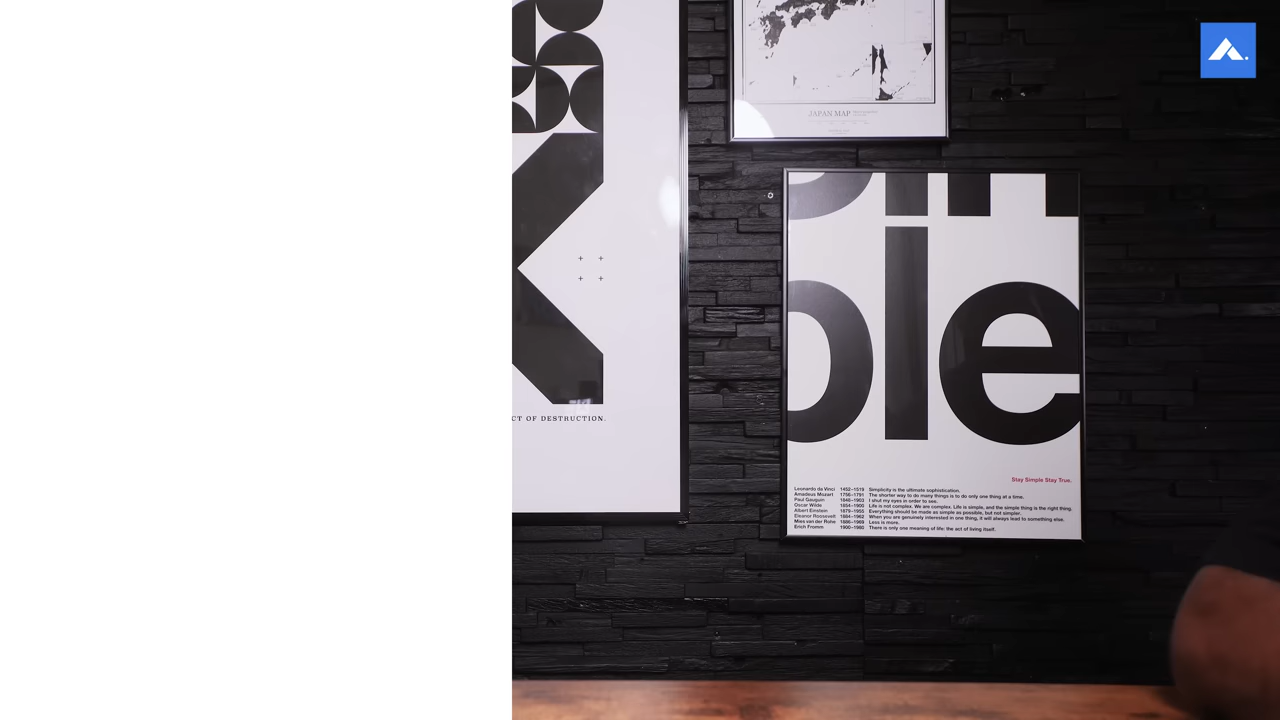 JAPAN MAP
CT OF DESTRUCTION.
sim
ple
Stay Simple Stay True.
Leonardo da Vinci 1452–1519 Simplicity is the ultimate sophistication.
Amadeus Mozart 1756–1791 The shorter way to do many things is to do only one thing at a time.
Paul Gauguin 1848–1903 I shut my eyes in order to see.
Oscar Wilde 1854–1900 Life is not complex. We are complex. Life is simple, and the simple thing is the right thing.
Albert Einstein 1879–1955 Everything should be made as simple as possible, but not simpler.
Eleanor Roosevelt 1884–1962 When you are genuinely interested in one thing, it will always lead to something else.
Mies van der Rohe 1886–1969 Less is more.
Erich Fromm 1900–1980 There is only one meaning of life: the act of living itself.